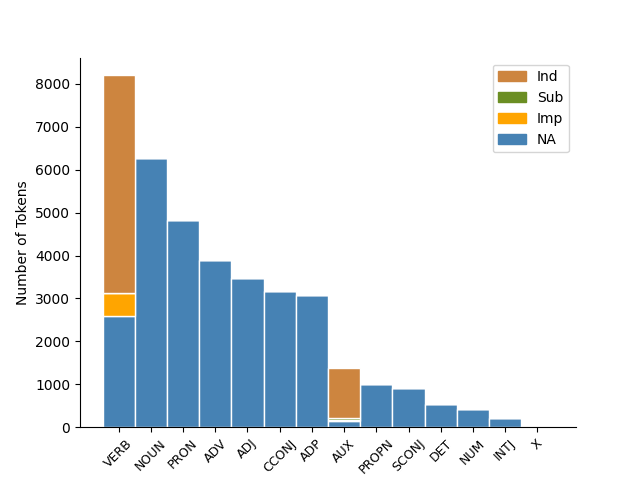 Ind
Sub
Imp
NA
Number of Tokens
8000
7000
6000
5000
4000
3000
2000
1000
0
VERB
NOUN
PRON
ADV
ADJ
CCONJ
ADP
AUX
PROPN
SCONJ
DET
NUM
INTJ
X